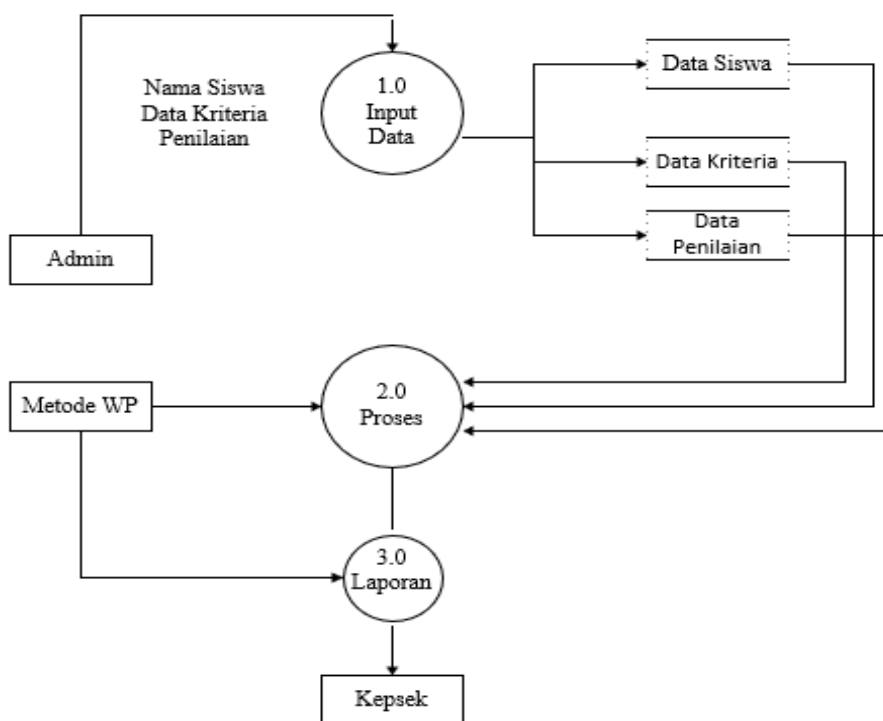 Nama Siswa
Data Kriteria
Penilaian
1.0
Input
Data
Data Siswa
Data Kriteria
Data
Penilaian
Admin
Metode WP
2.0
Proses
3.0
Laporan
Kepsek